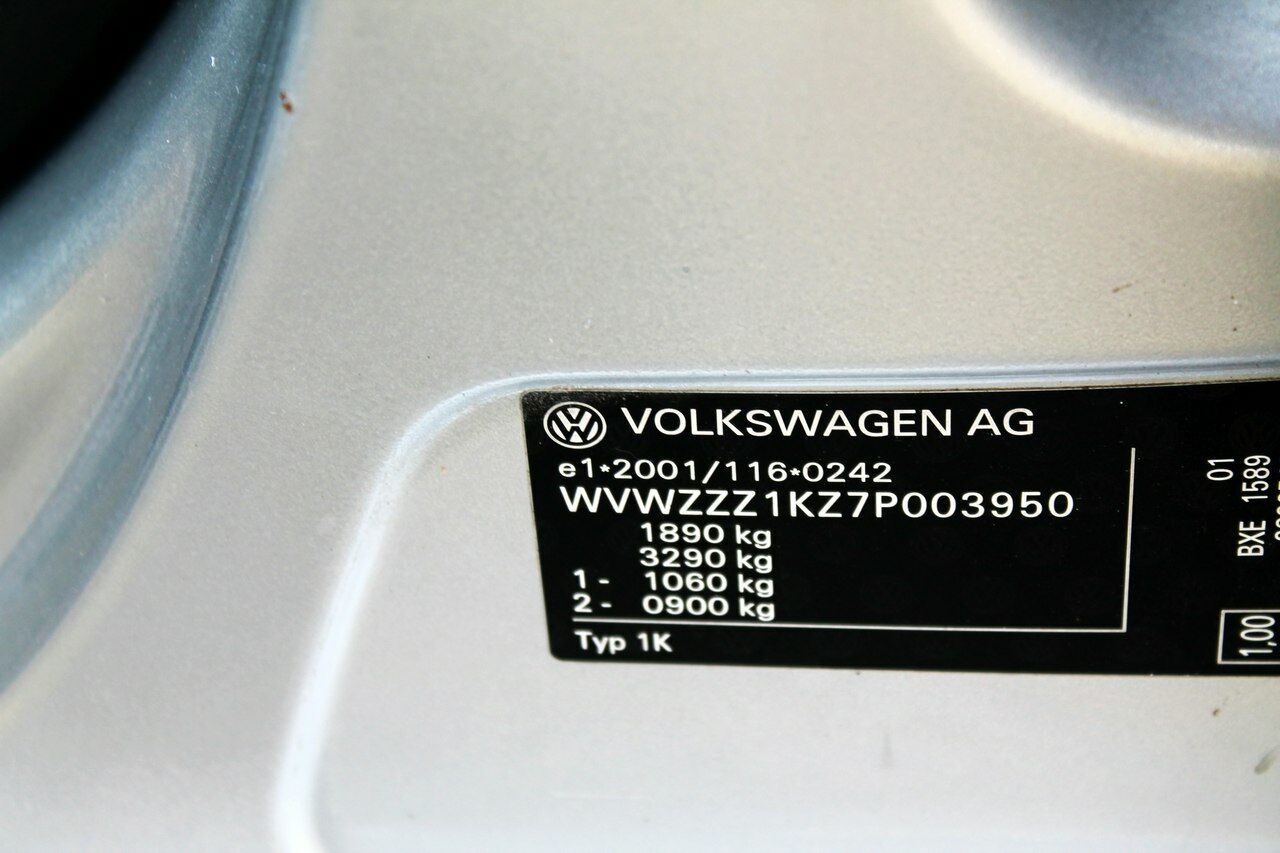 VOLKSWAGEN AG
e1*2001/116*0242
WVWZZZ1KZ7P003950
1890 kg
3290 kg
1 - 1060 kg
2 - 0900 kg
Typ 1K
01
BXE 1589
1,00